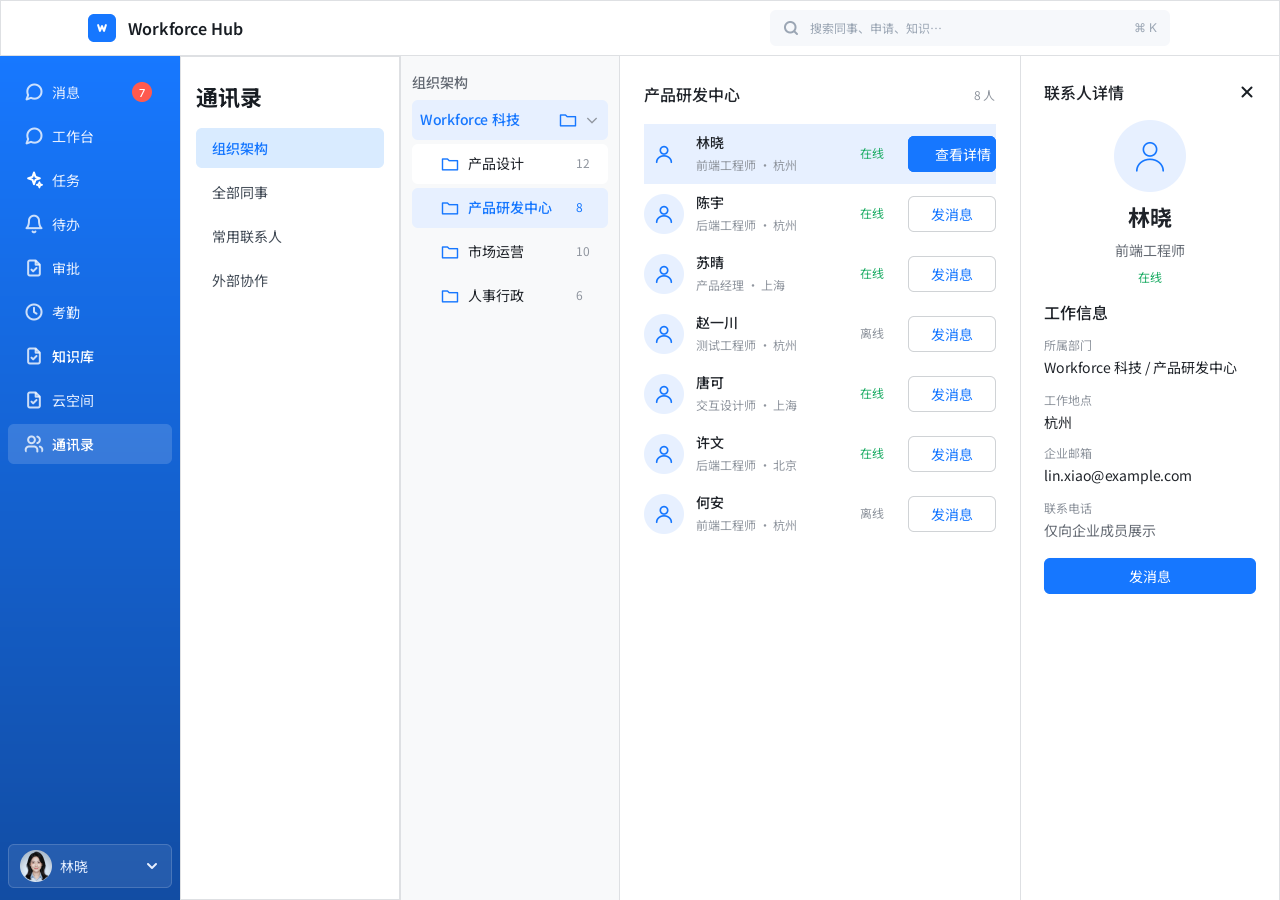 Workforce Hub
搜索同事、申请、知识…
⌘ K
消息
7
工作台
任务
待办
审批
考勤
知识库
云空间
通讯录
林晓
通讯录
组织架构
全部同事
常用联系人
外部协作
组织架构
Workforce 科技
产品设计
12
产品研发中心
8
市场运营
10
人事行政
6
产品研发中心
8 人
林晓
前端工程师 · 杭州
在线
查看详情
陈宇
后端工程师 · 杭州
在线
发消息
苏晴
产品经理 · 上海
在线
发消息
赵一川
测试工程师 · 杭州
离线
发消息
唐可
交互设计师 · 上海
在线
发消息
许文
后端工程师 · 北京
在线
发消息
何安
前端工程师 · 杭州
离线
发消息
联系人详情
林晓
前端工程师
在线
工作信息
所属部门
Workforce 科技 / 产品研发中心
工作地点
杭州
企业邮箱
lin.xiao@example.com
联系电话
仅向企业成员展示
发消息